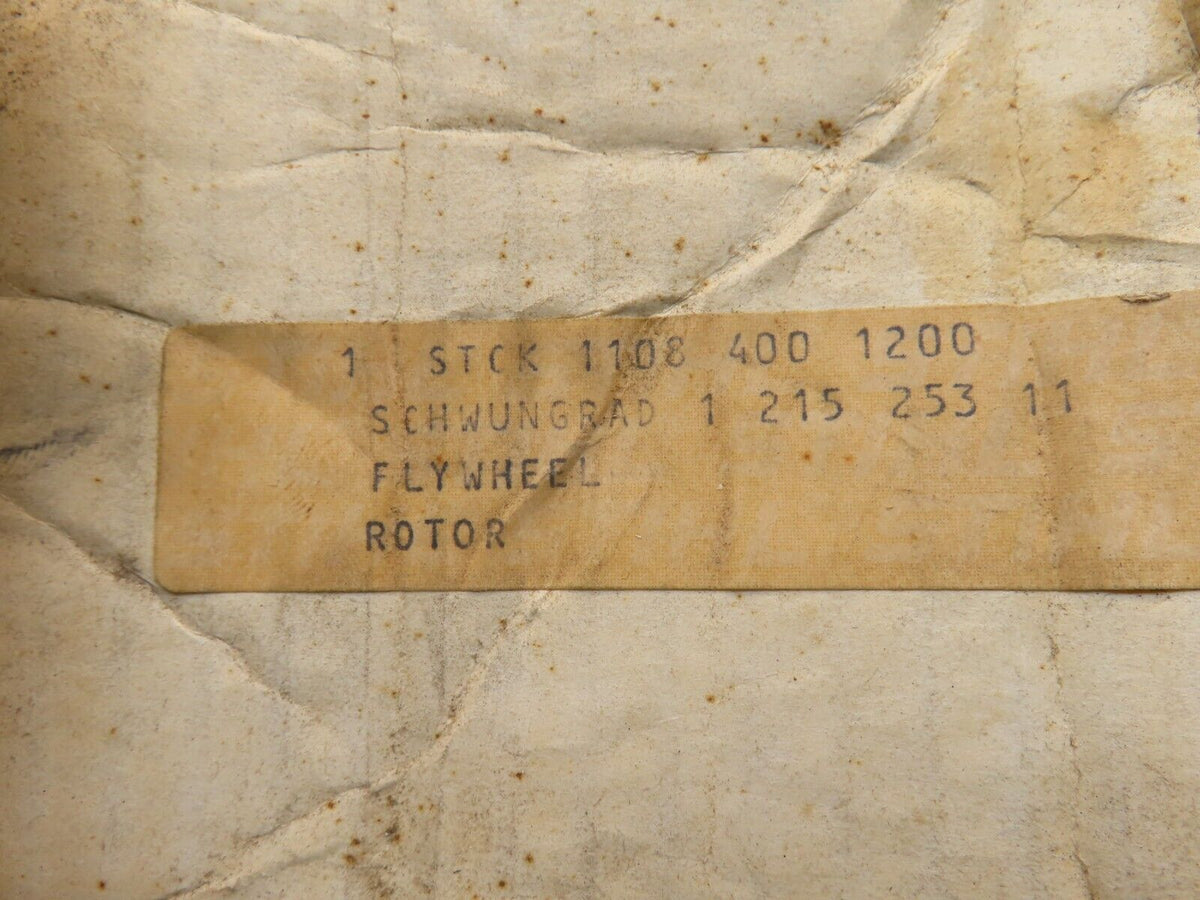 1 STCK 1108 400 1200
SCHWUNGRAD 1 215 253 11
FLYWHEEL
ROTOR